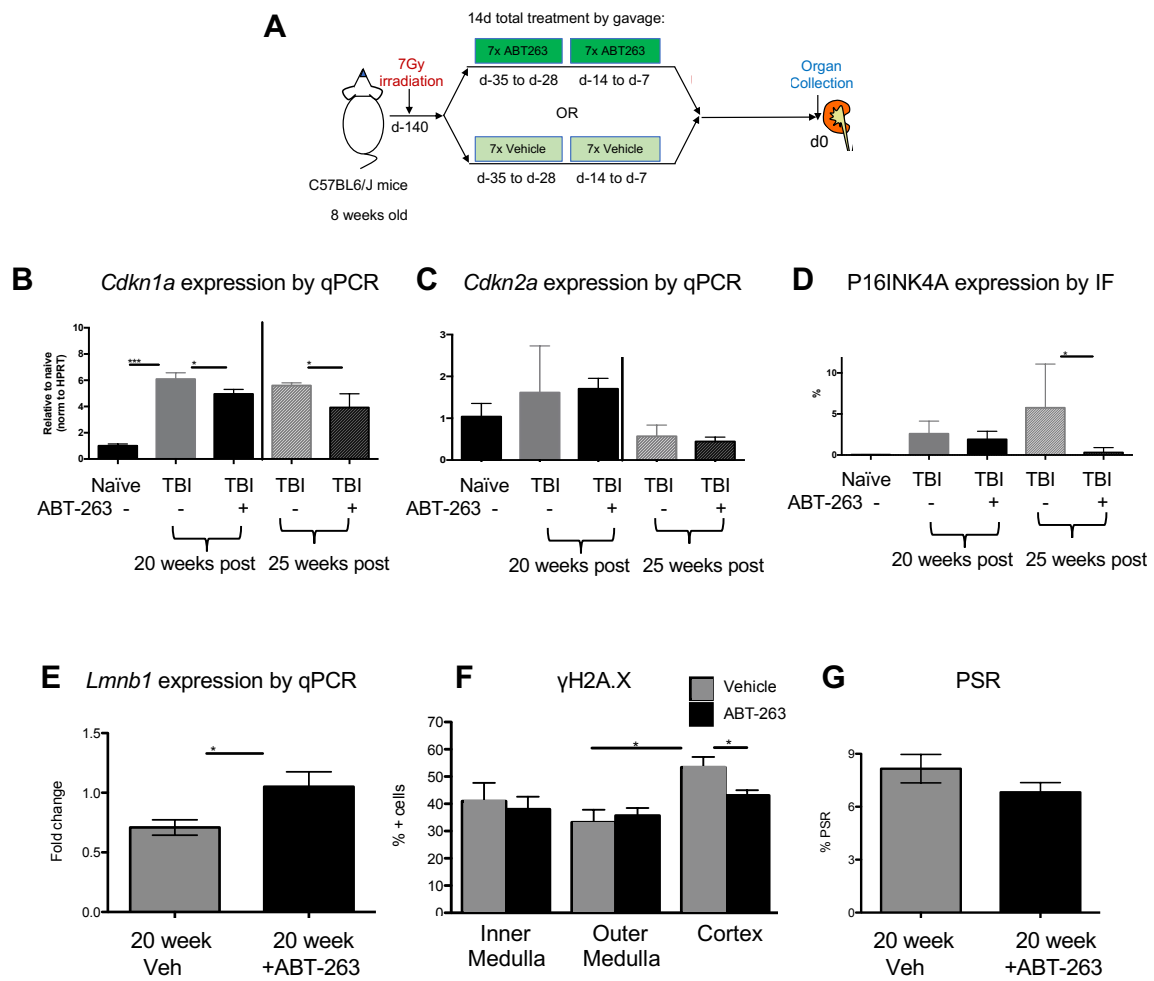 A
14d total treatment by gavage:
7x ABT263 7x ABT263
7Gy
irradiation
d-35 to d-28 d-14 to d-7
Organ
Collection
OR
d-140
d0
7x Vehicle 7x Vehicle
d-35 to d-28 d-14 to d-7
C57BL6/J mice
8 weeks old
B Cdkn1a expression by qPCR
Relative to naive
(norm to HPRT)
10
8
6
4
2
0
*** * *
Naïve TBI TBI TBI TBI
ABT-263 - - + - +
20 weeks post 25 weeks post
C Cdkn2a expression by qPCR
3
2
1
0
Naïve TBI TBI TBI TBI
ABT-263 - - + - +
20 weeks post 25 weeks post
D P16INK4A expression by IF
%
10
5
0
*
Naïve TBI TBI TBI TBI
ABT-263 - - + - +
20 weeks post 25 weeks post
E Lmnb1 expression by qPCR
Fold change
1.5
1.0
0.5
0.0
*
20 week
Veh
20 week
+ABT-263
F γH2A.X
Vehicle
ABT-263
% + cells
70
60
50
40
30
20
10
0
* *
Inner
Medulla
Outer
Medulla
Cortex
G PSR
% PSR
9
6
3
0
20 week
Veh
20 week
+ABT-263